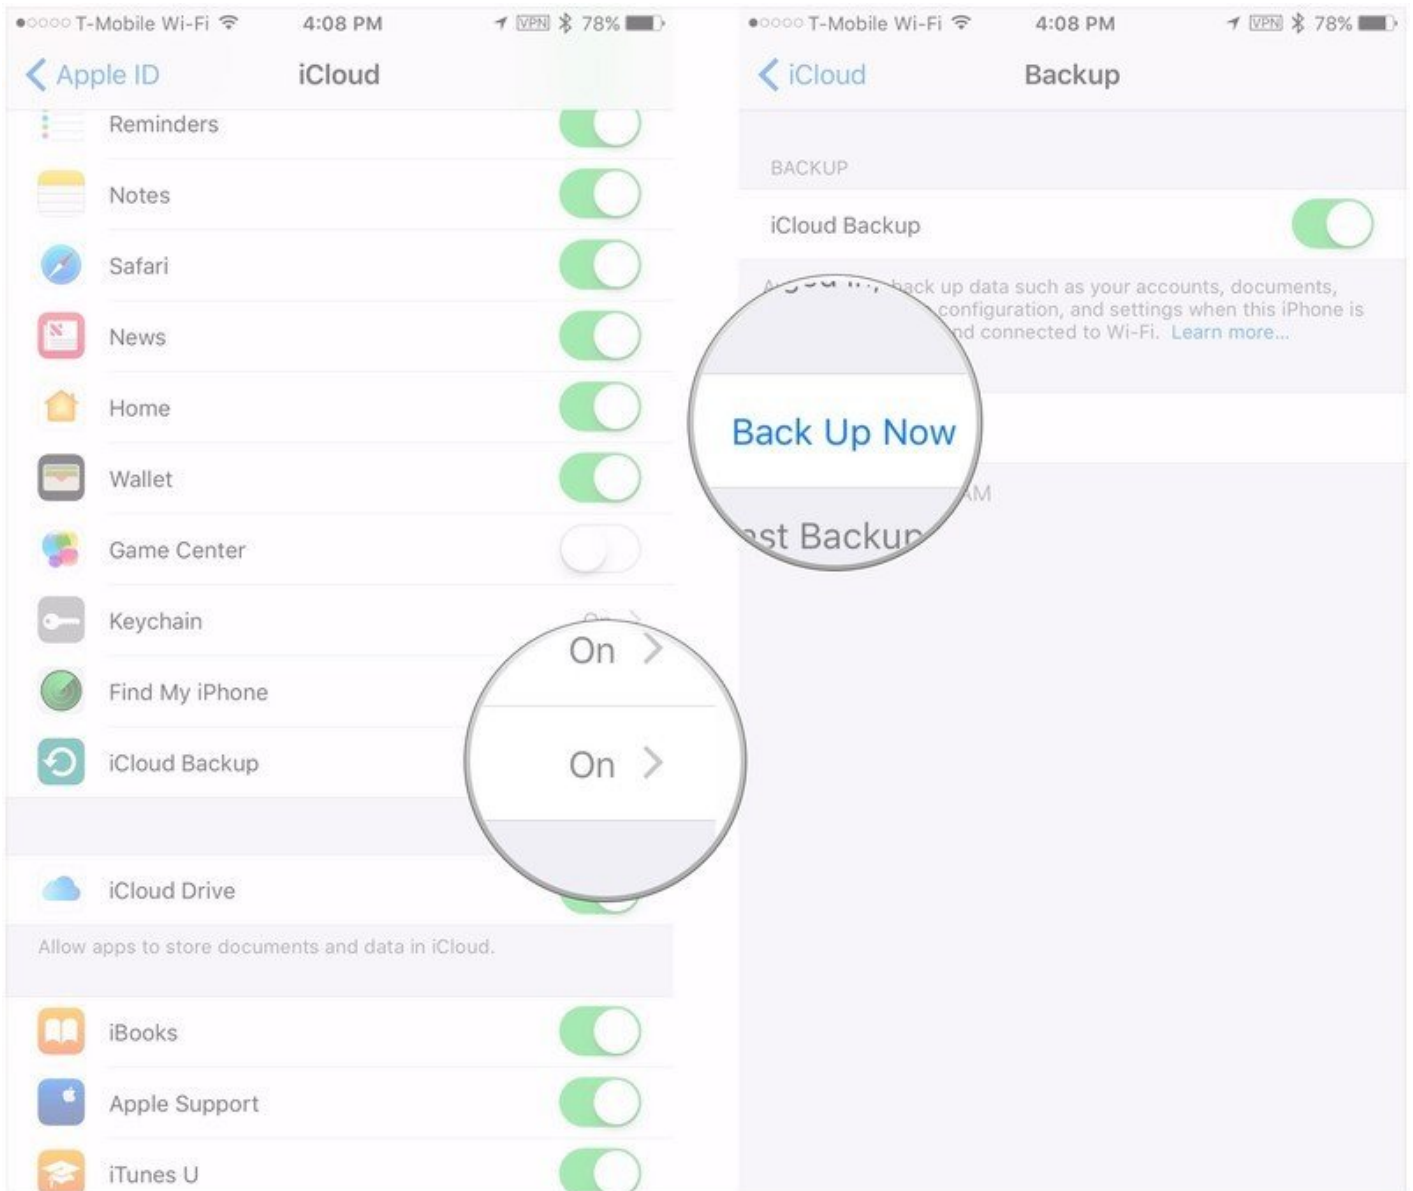 T-Mobile Wi-Fi 4:08 PM VPN 78%
Apple ID iCloud
Reminders
Notes
Safari
News
Home
Wallet
Game Center
Keychain On
On
Find My iPhone
iCloud Backup On
iCloud Drive
Allow apps to store documents and data in iCloud.
iBooks
Apple Support
iTunes U
T-Mobile Wi-Fi 4:08 PM VPN 78%
iCloud Backup
BACKUP
iCloud Backup
back up data such as your accounts, documents,
configuration, and settings when this iPhone is
connected to Wi-Fi. Learn more...
Back Up Now
AM
Backup